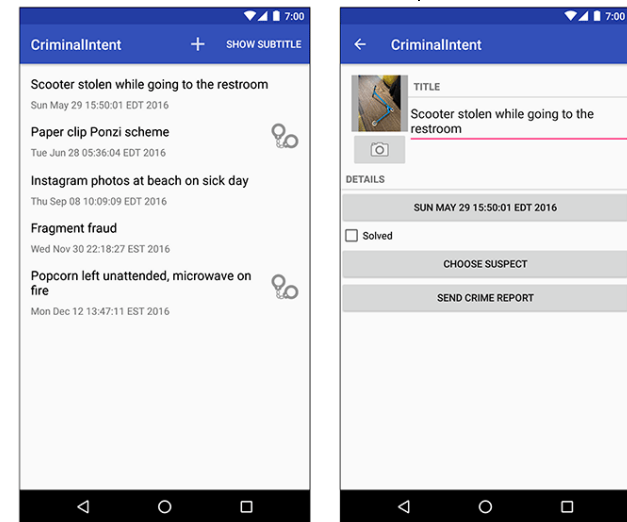 7:00
CriminalIntent
SHOW SUBTITLE
Scooter stolen while going to the restroom
Sun May 29 15:50:01 EDT 2016
Paper clip Ponzi scheme
Tue Jun 28 05:36:04 EDT 2016
Instagram photos at beach on sick day
Thu Sep 08 10:09:09 EDT 2016
Fragment fraud
Wed Nov 30 22:18:27 EST 2016
Popcorn left unattended, microwave on
fire
Mon Dec 12 13:47:11 EST 2016
7:00
CriminalIntent
TITLE
Scooter stolen while going to the
restroom
DETAILS
SUN MAY 29 15:50:01 EDT 2016
Solved
CHOOSE SUSPECT
SEND CRIME REPORT